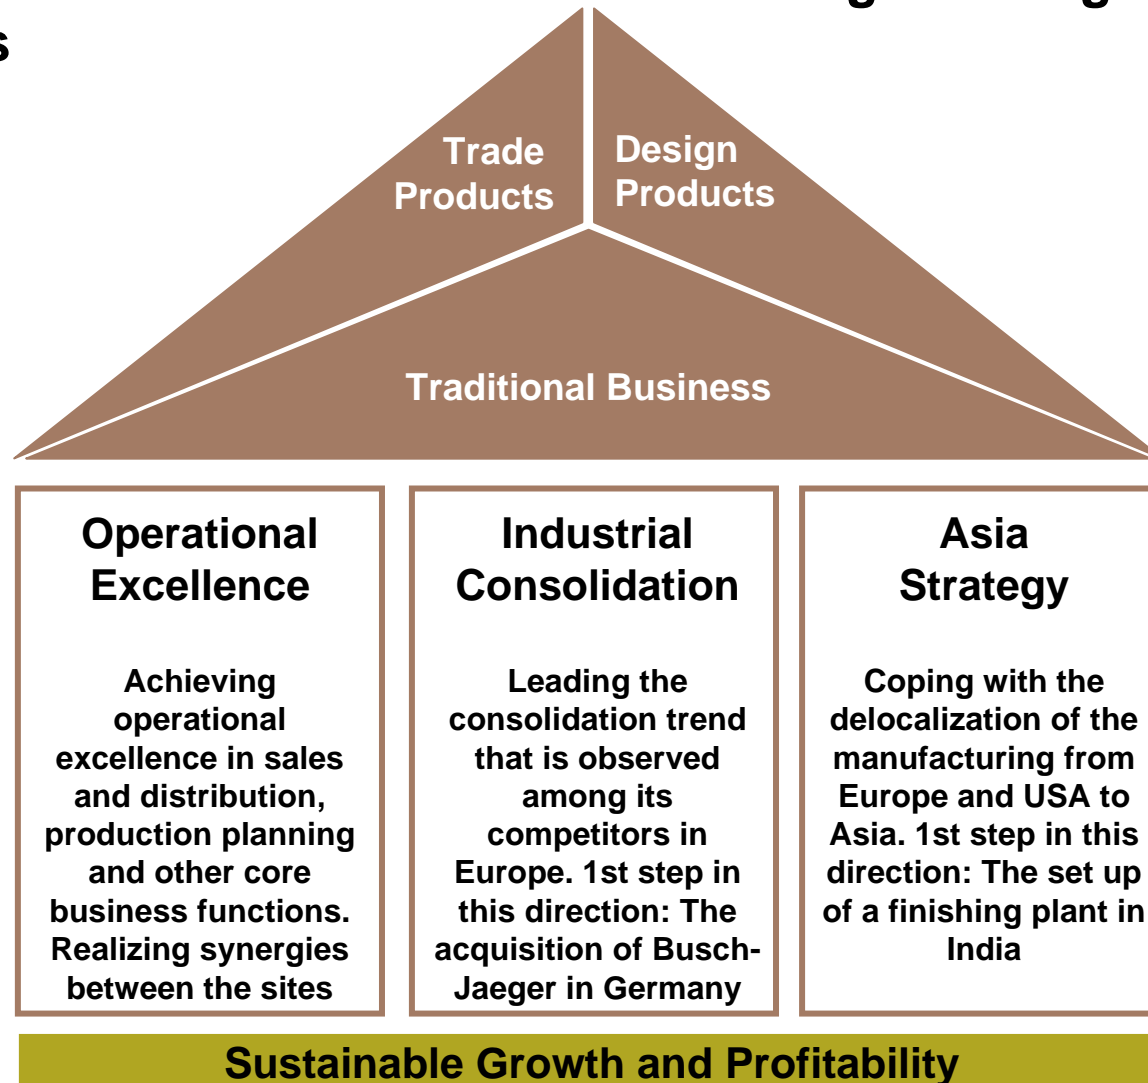 s
Trade
Products
Design
Products
Traditional Business
Operational
Excellence
Achieving
operational
excellence in sales
and distribution,
production planning
and other core
business functions.
Realizing synergies
between the sites
Industrial
Consolidation
Leading the
consolidation trend
that is observed
among its
competitors in
Europe. 1st step in
this direction: The
acquisition of Busch-
Jaeger in Germany
Asia
Strategy
Coping with the
delocalization of the
manufacturing from
Europe and USA to
Asia. 1st step in this
direction: The set up
of a finishing plant in
India
Sustainable Growth and Profitability